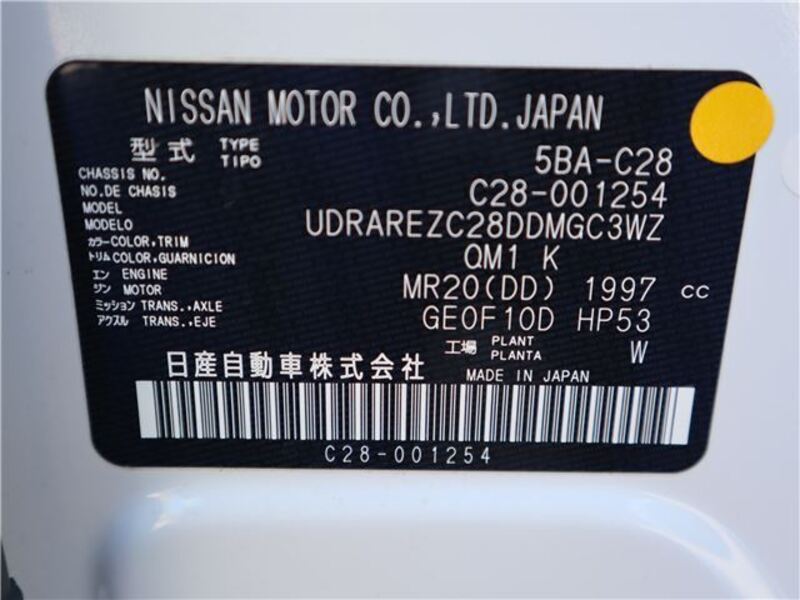 NISSAN MOTOR CO.,LTD.JAPAN
型式 TYPE TIPO 5BA-C28
CHASSIS NO. NO.DE CHASIS C28-001254
MODEL MODELO UDRAREZC28DDMGC3WZ
カラー COLOR,TRIM トリム COLOR,GUARNICION QM1 K
エンジン ENGINE MOTOR MR20(DD) 1997 CC
ミッション TRANS.,AXLE アクスル TRANS.,EJE GE0F10D HP53
工場 PLANT PLANTA W
日産自動車株式会社 MADE IN JAPAN
C28-001254